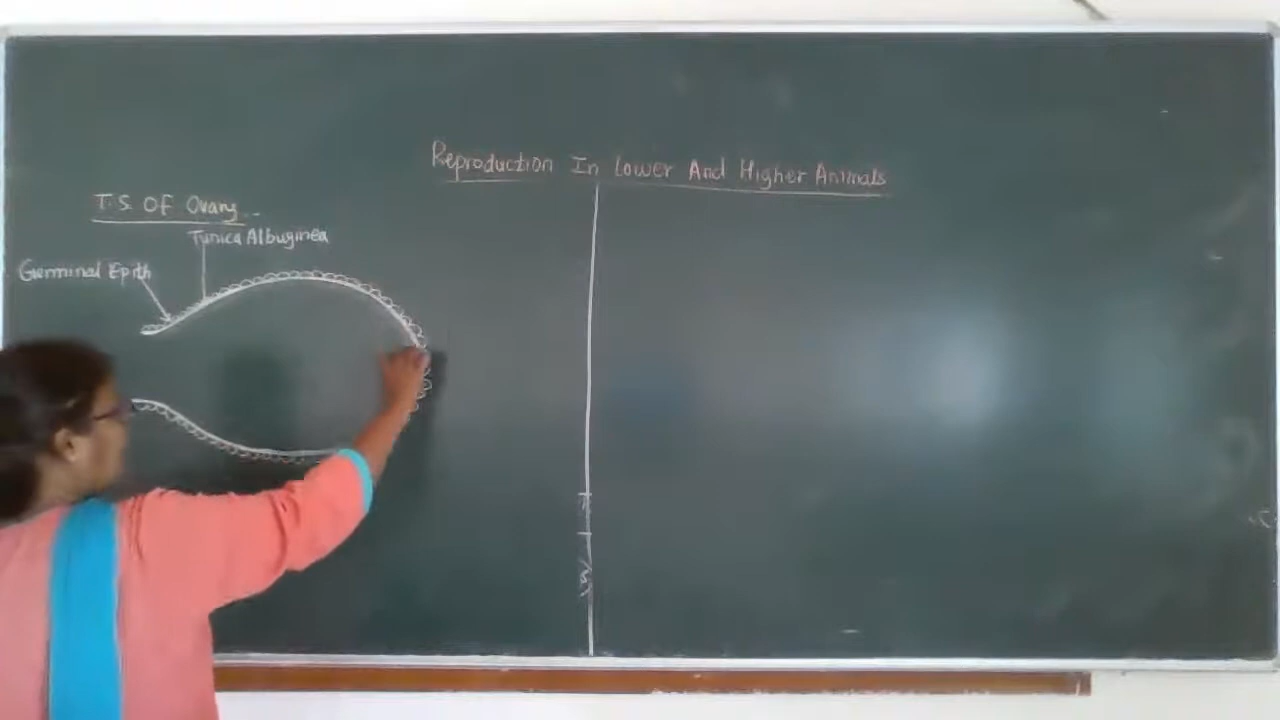 Reproduction In Lower And Higher Animals
T.S. OF Ovary
Tunica Albuginea
Germinal Epith